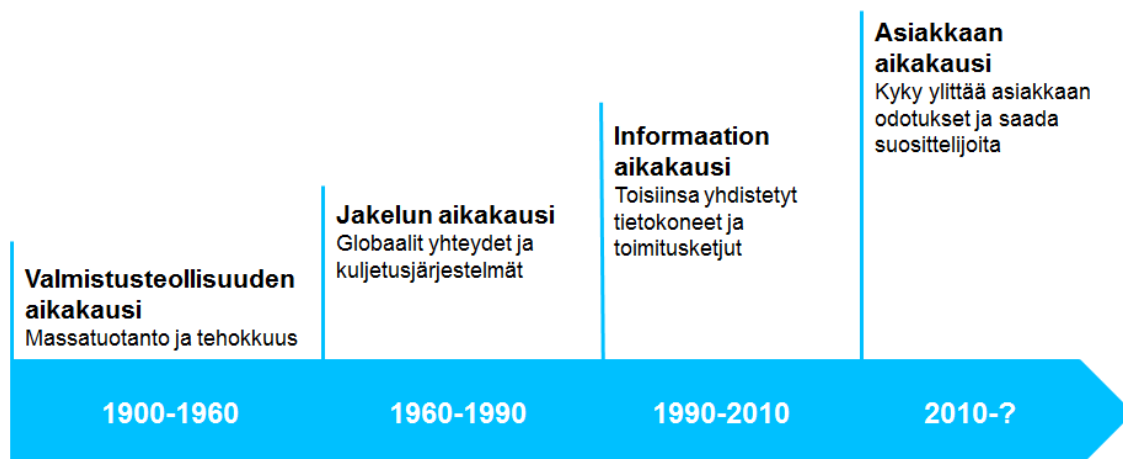 Valmistusteollisuuden
aikakausi
Massatuotanto ja tehokkuus
Jakelun aikakausi
Globaalit yhteydet ja
kuljetusjärjestelmät
Informaation
aikakausi
Toisiinsa yhdistetyt
tietokoneet ja
toimitusketjut
Asiakkaan
aikakausi
Kyky ylittää asiakkaan
odotukset ja saada
suosittelijoita
1900-1960
1960-1990
1990-2010
2010-?